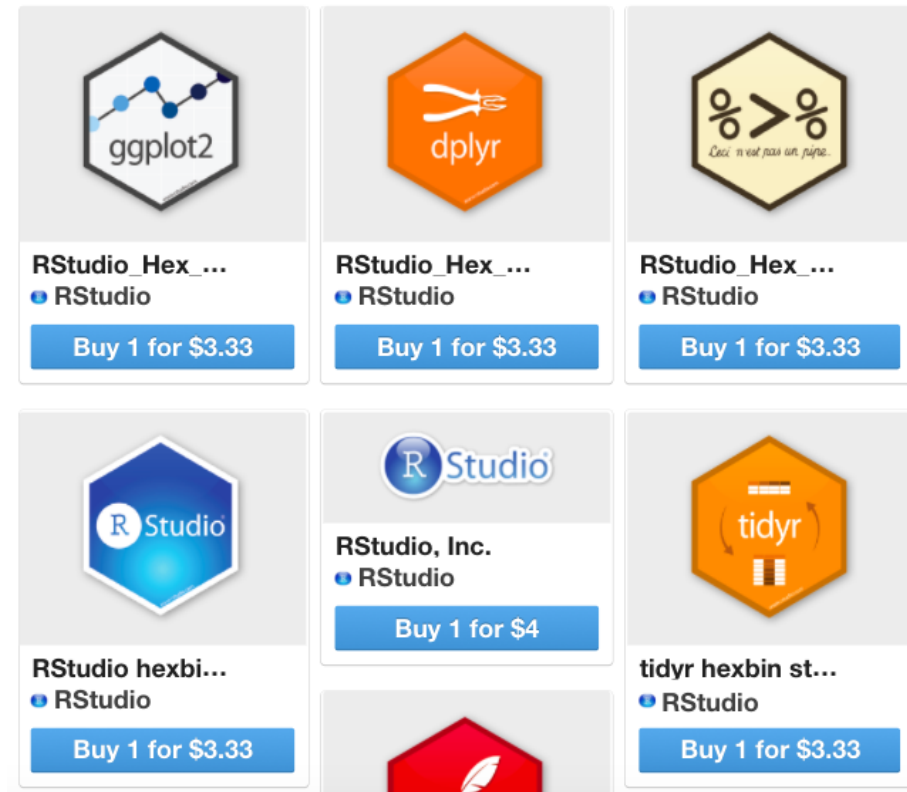 ggplot2
RStudio_Hex_...
RStudio
Buy 1 for $3.33
dplyr
RStudio_Hex_...
RStudio
Buy 1 for $3.33
%>%
Ceci n'est pas un pipe.
RStudio_Hex_...
RStudio
Buy 1 for $3.33
R Studio
RStudio hexbi...
RStudio
Buy 1 for $3.33
R Studio
RStudio, Inc.
RStudio
Buy 1 for $4
tidyr
tidyr hexbin st...
RStudio
Buy 1 for $3.33